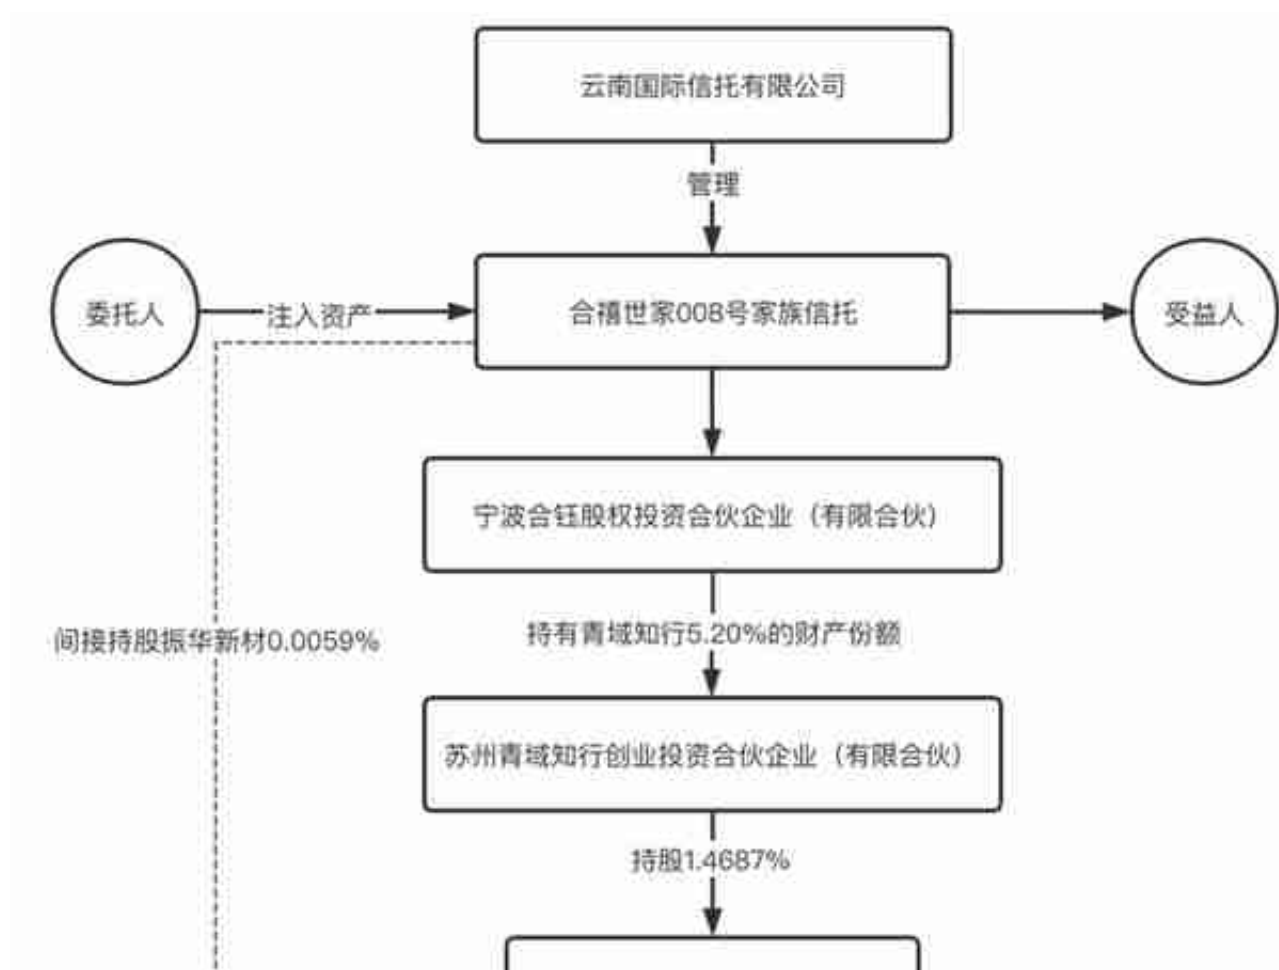 云南国际信托有限公司
管理
委托人
注入资产
合禧世家008号家族信托
受益人
宁波合钰股权投资合伙企业（有限合伙）
间接持股振华新材0.0059%
持有青域知行5.20%的财产份额
苏州青域知行创业投资合伙企业（有限合伙）
持股1.4687%